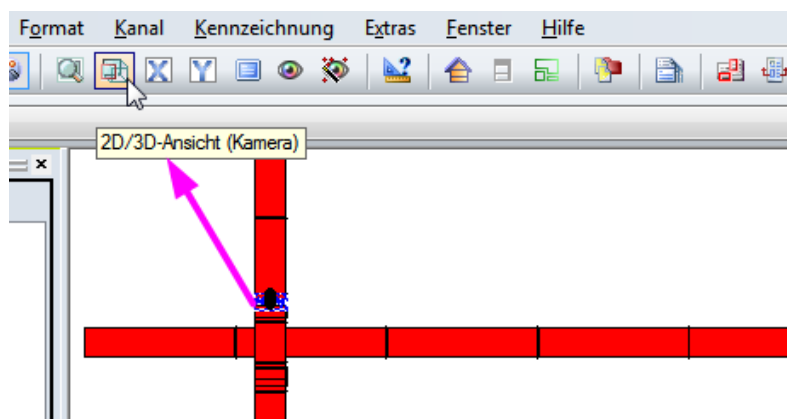 Format Kanal Kennzeichnung Extras Fenster Hilfe
2D/3D-Ansicht (Kamera)